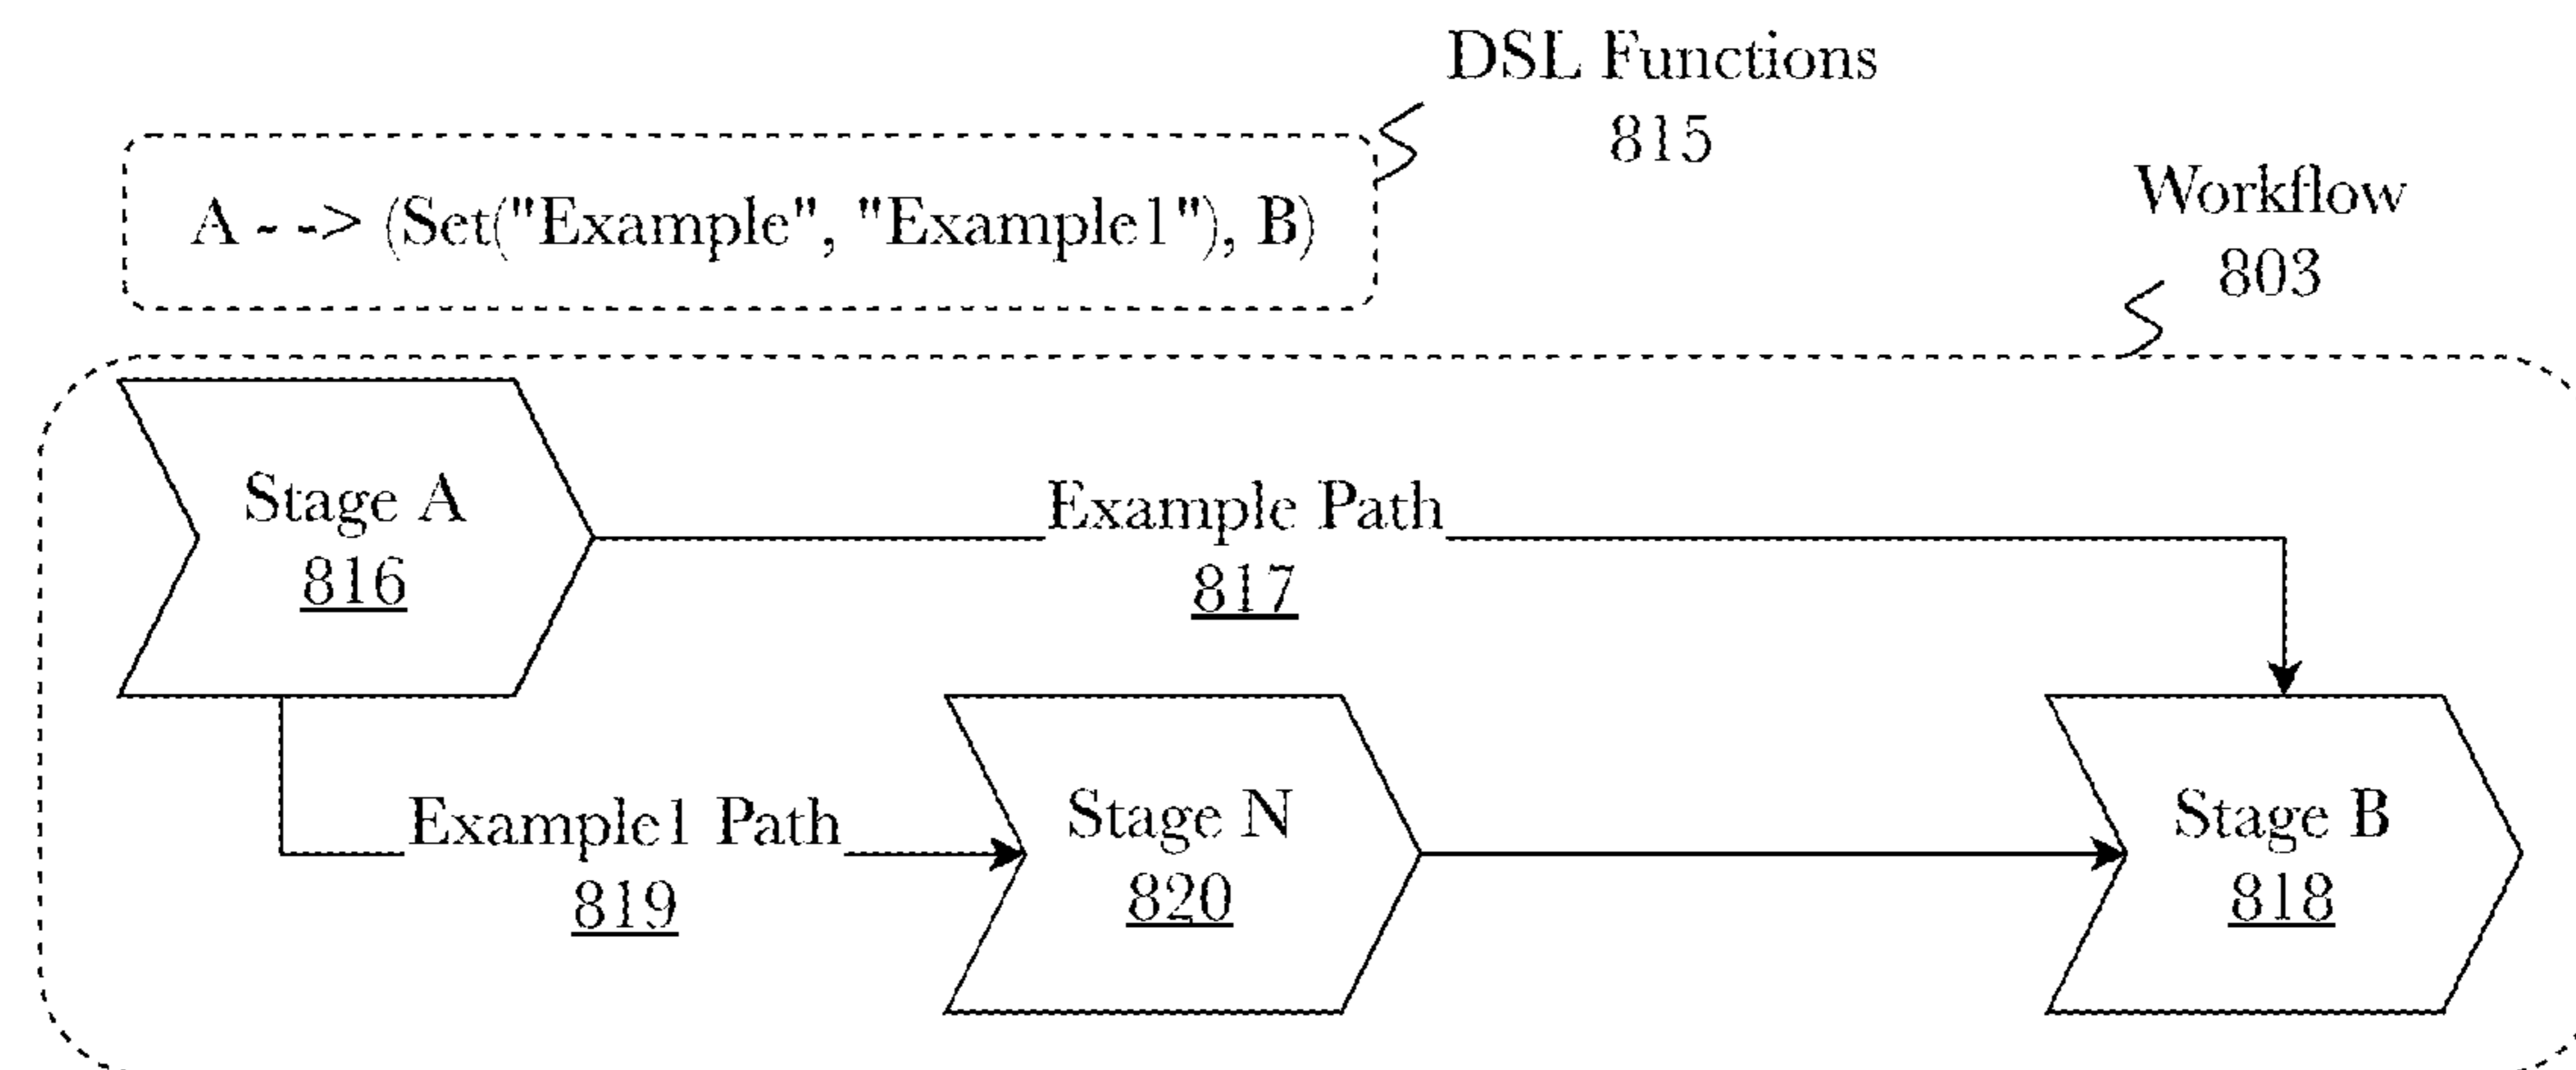 DSL Functions
815
A - -> (Set("Example", "Example1"), B)
Workflow
803
Stage A
816
Example Path
817
Example1 Path
819
Stage N
820
Stage B
818